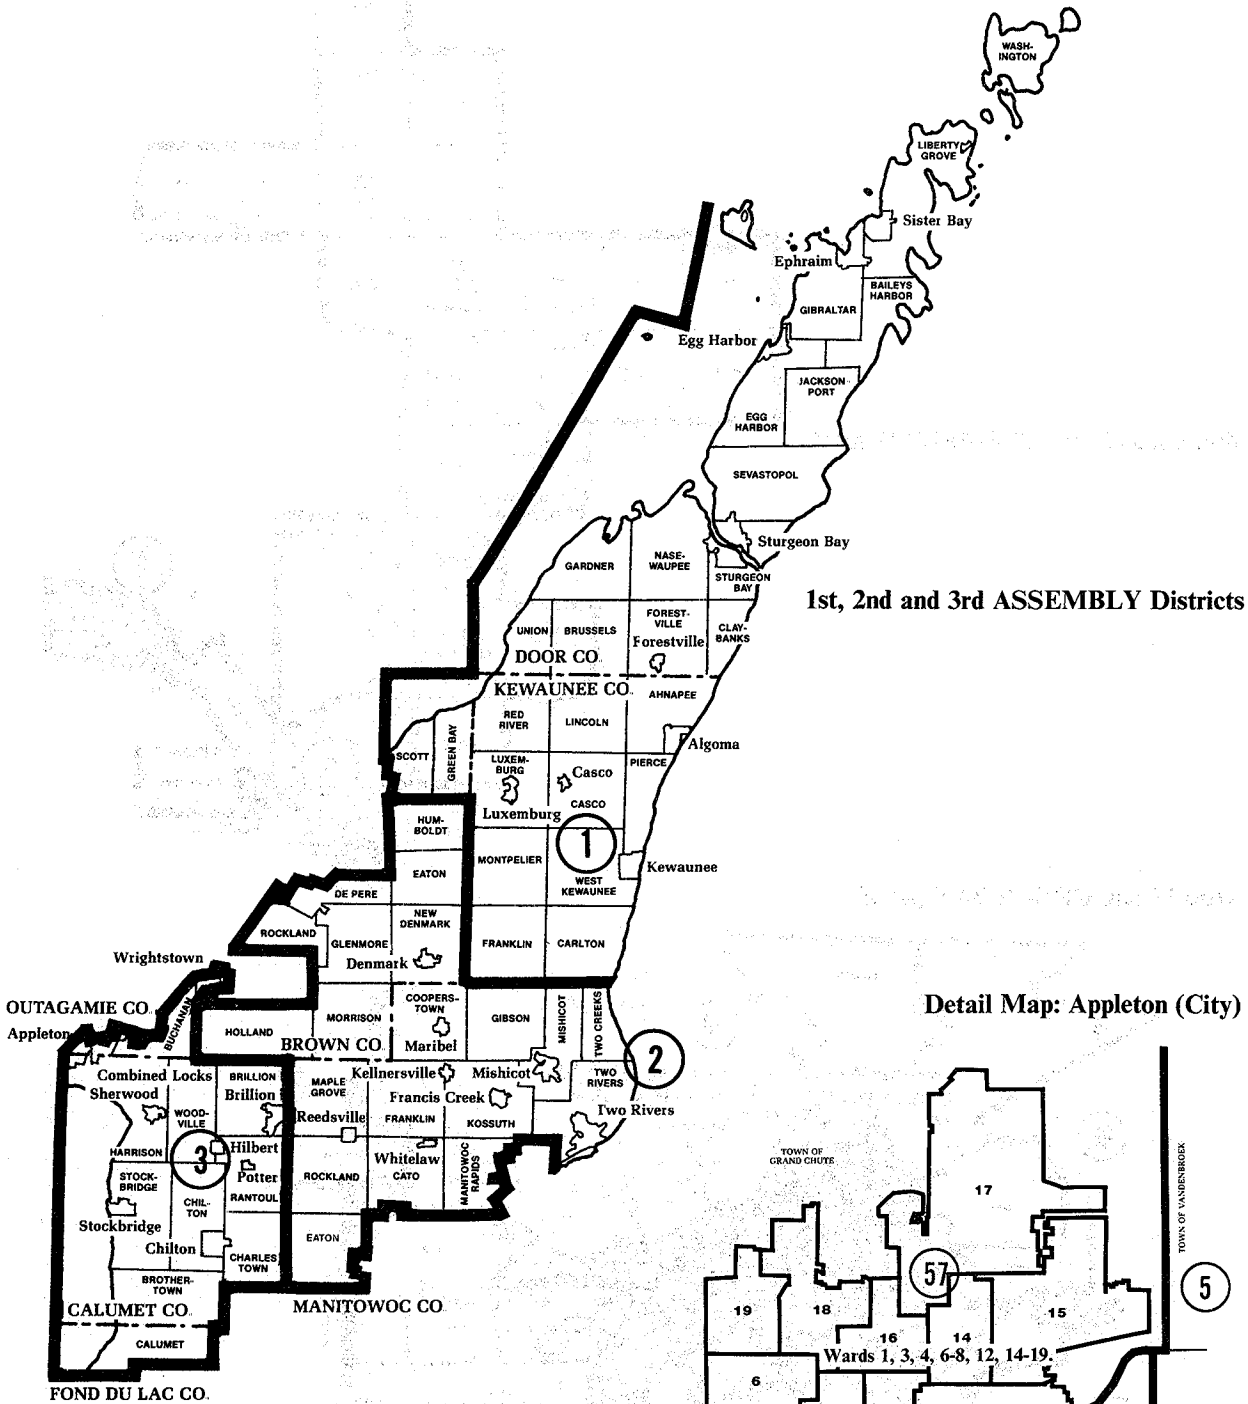 WASH-
INGTON
LIBERTY
GROVE
Sister Bay
Ephraim
BAILEYS
HARBOR
GIBRALTAR
Egg Harbor
JACKSON
PORT
EGG
HARBOR
SEVASTOPOL
Sturgeon Bay
NASE-
WAUPEE
GARDNER
STURGEON
BAY
1st, 2nd and 3rd ASSEMBLY Districts
FOREST-
VILLE
UNION
BRUSSELS
CLAY-
BANKS
Forestville
DOOR CO.
KEWAUNEE CO.
AHNAPEE
RED
RIVER
LINCOLN
Algoma
SCOTT
GREEN BAY
LUXEM-
BURG
PIERCE
Casco
CASCO
Luxemburg
HUM-
BOLDT
1
MONTPELIER
Kewaunee
EATON
WEST
KEWAUNEE
DE PERE
NEW
DENMARK
ROCKLAND
GLENMORE
FRANKLIN
CARLTON
Wrightstown
Denmark
OUTAGAMIE CO.
Detail Map: Appleton (City)
COOPERS-
TOWN
MORRISON
GIBSON
MISHICOT
TWO CREEKS
Appleton
BUCHANAN
HOLLAND
BROWN CO.
Maribel
2
Combined Locks
BRILLION
Kellnersville
Mishicot
TWO
RIVERS
Sherwood
Brillion
MAPLE
GROVE
Francis Creek
WOOD-
VILLE
Reedsville
FRANKLIN
KOSSUTH
Two Rivers
HARRISON
3
Hilbert
Whitelaw
TOWN OF
GRAND CHUTE
STOCK-
BRIDGE
Potter
ROCKLAND
CATO
MANITOWOC
RAPIDS
RANTOUL
CHIL-
TON
17
TOWN OF VANDENBROEK
Stockbridge
Chilton
EATON
CHARLES
TOWN
57
5
BROTHER-
TOWN
CALUMET CO.
MANITOWOC CO.
19
18
15
CALUMET
16
14
Wards 1, 3, 4, 6-8, 12, 14-19.
6
FOND DU LAC CO.